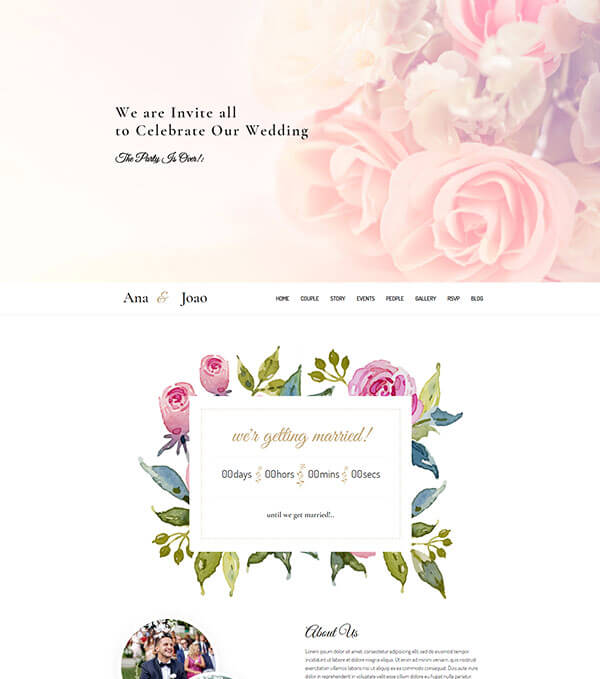 We are Invite all
to Celebrate Our Wedding
The Party Is Over!!
Ana & Joao
HOME COUPLE STORY EVENTS PEOPLE GALLERY RSVP BLOG
we'r getting married!
00days 00hors 00mins 00secs
until we get married!..
About Us
Lorem ipsum dolor sit amet, consectetur adipisicing elit, sed do eiusmod tempor
incididunt ut labore et dolore magna aliqua. Ut enim ad minim veniam, quis nostrud
exercitation ullamco laboris nisi ut aliquip ex ea commodo consequat. Duis aute irure
dolor in reprehenderit in voluptate velit esse cillum dolore eu fugiat nulla pariatur.